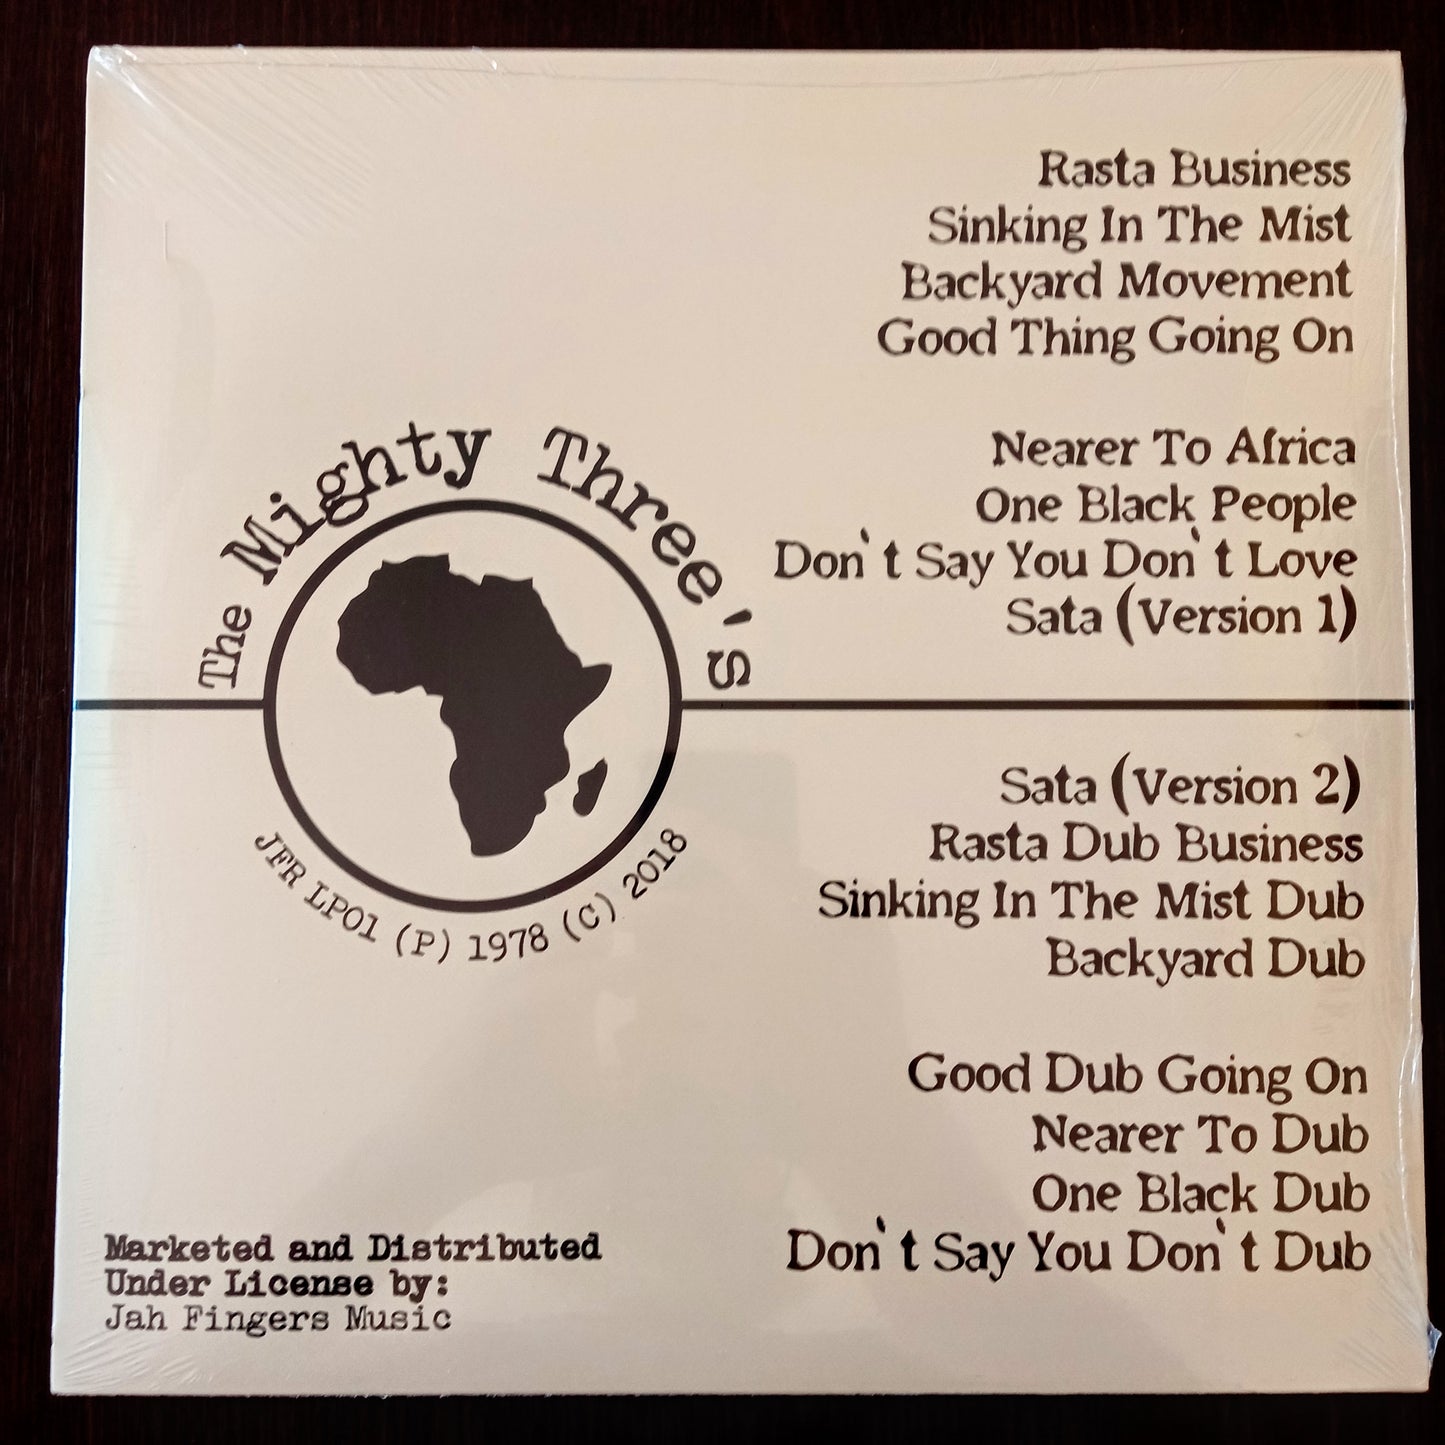 Rasta Business
Sinking In The Mist
Backyard Movement
Good Thing Going On
Nearer To Africa
One Black People
Don`t Say You Don`t Love
Sata (Version 1)
The Mighty Three's
JFR LP01 (P) 1978 (C) 2018
Sata (Version 2)
Rasta Dub Business
Sinking In The Mist Dub
Backyard Dub
Good Dub Going On
Nearer To Dub
One Black Dub
Don`t Say You Don`t Dub
Marketed and Distributed
Under License by:
Jah Fingers Music